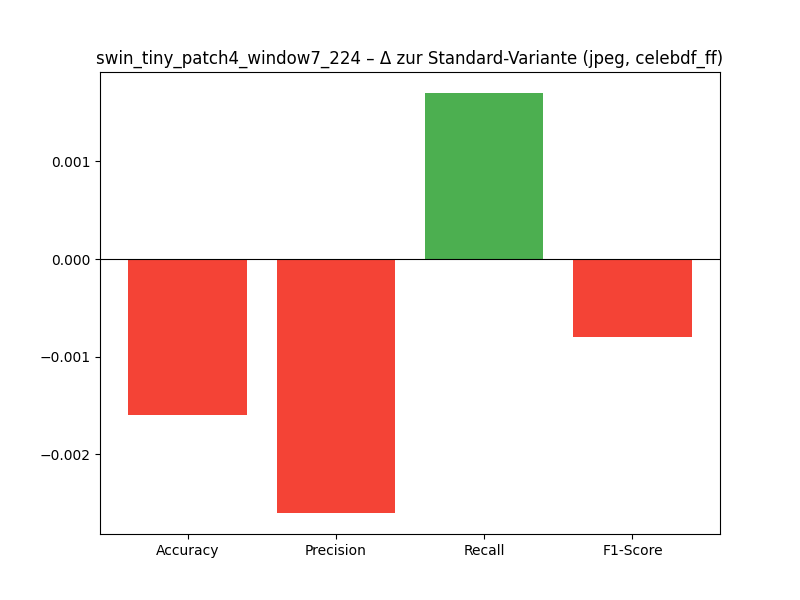 swin_tiny_patch4_window7_224 – Δ zur Standard-Variante (jpeg, celebdf_ff)
0.001
0.000
−0.001
−0.002
Accuracy
Precision
Recall
F1-Score